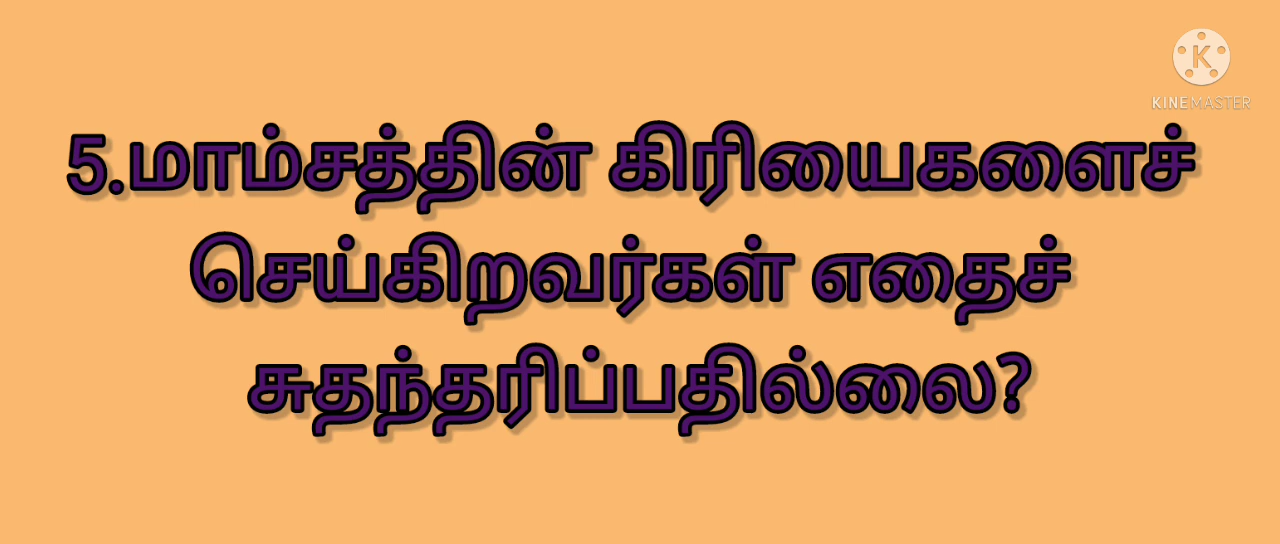 K
KINEMASTER
5.மாம்சத்தின் கிரியைகளைச்
செய்கிறவர்கள் எதைச்
சுதந்தரிப்பதில்லை?